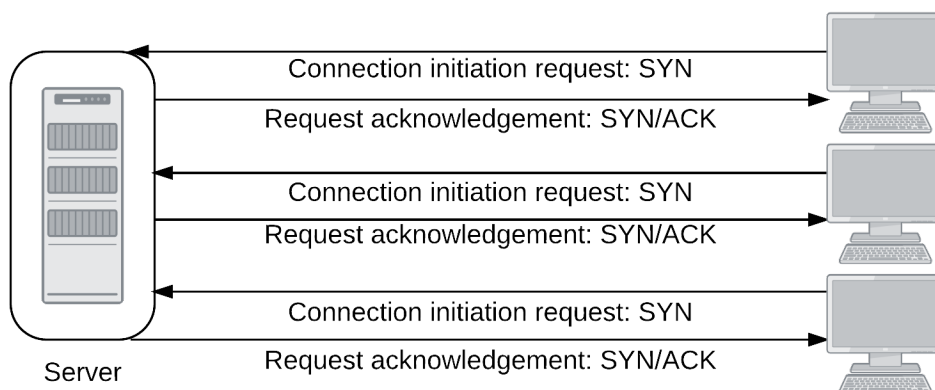 Connection initiation request: SYN
Request acknowledgement: SYN/ACK
Connection initiation request: SYN
Request acknowledgement: SYN/ACK
Connection initiation request: SYN
Request acknowledgement: SYN/ACK
Server